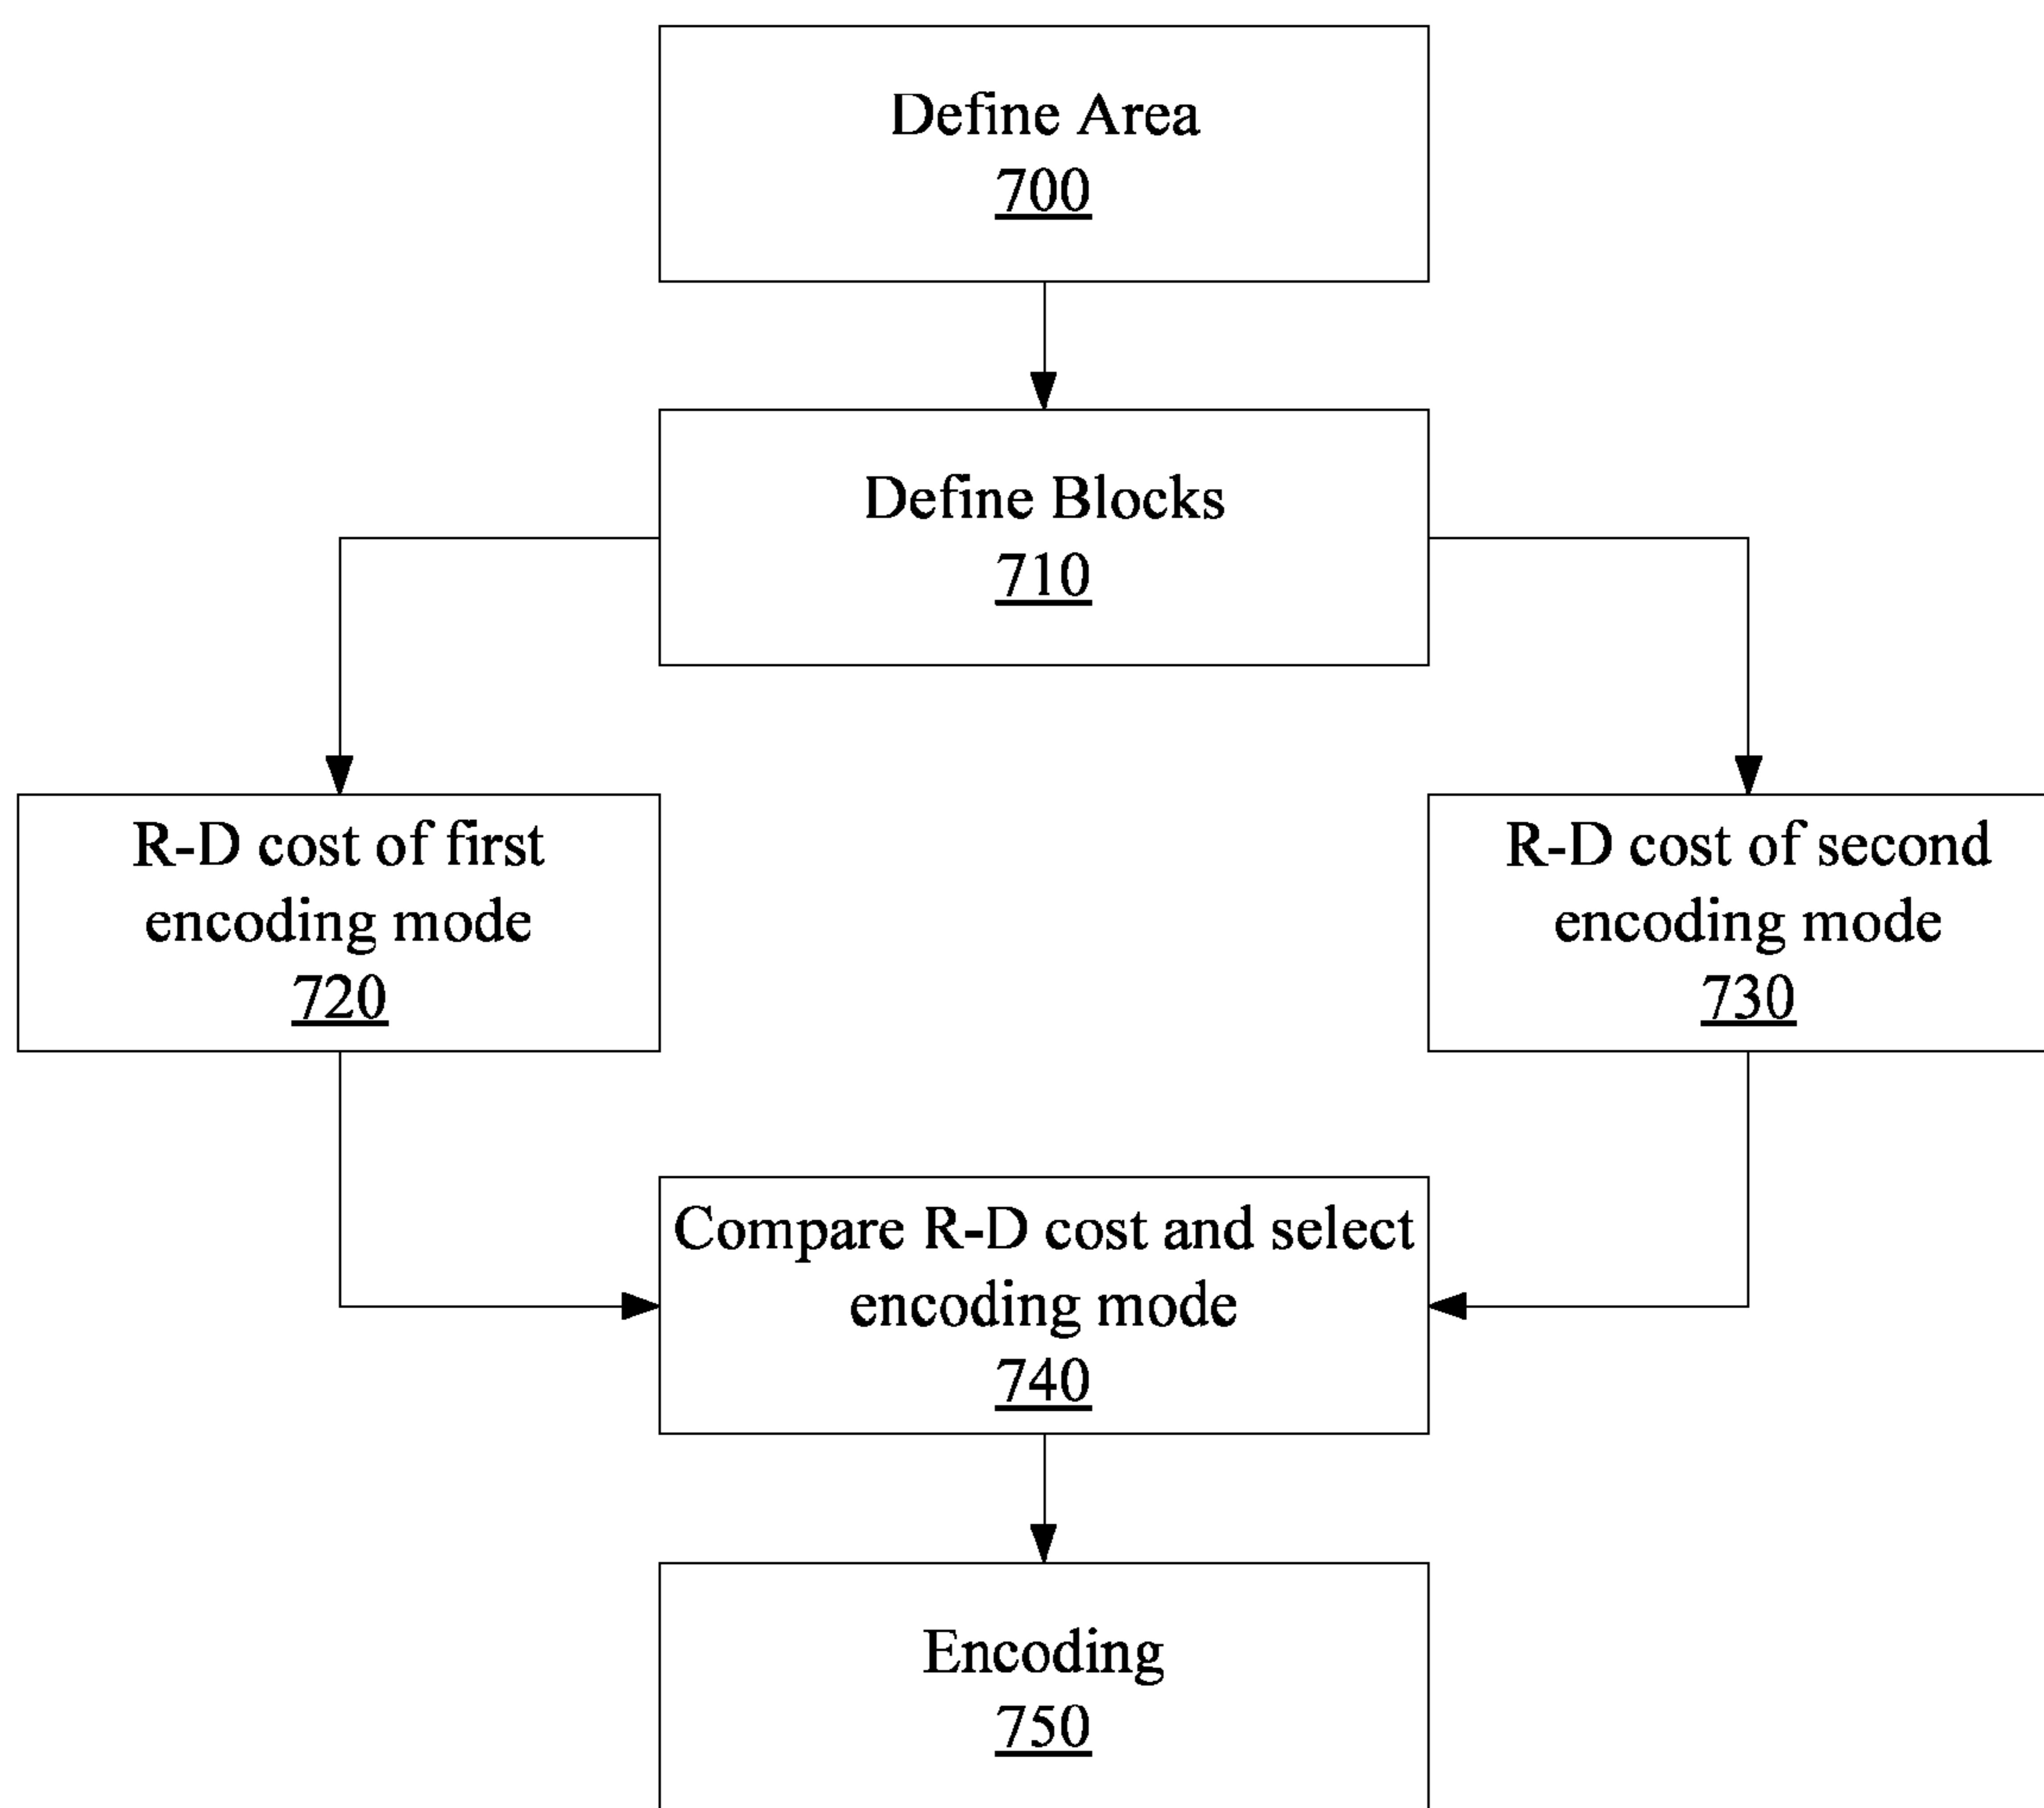 Define Area
700
Define Blocks
710
R-D cost of first
encoding mode
720
R-D cost of second
encoding mode
730
Compare R-D cost and select
encoding mode
740
Encoding
750